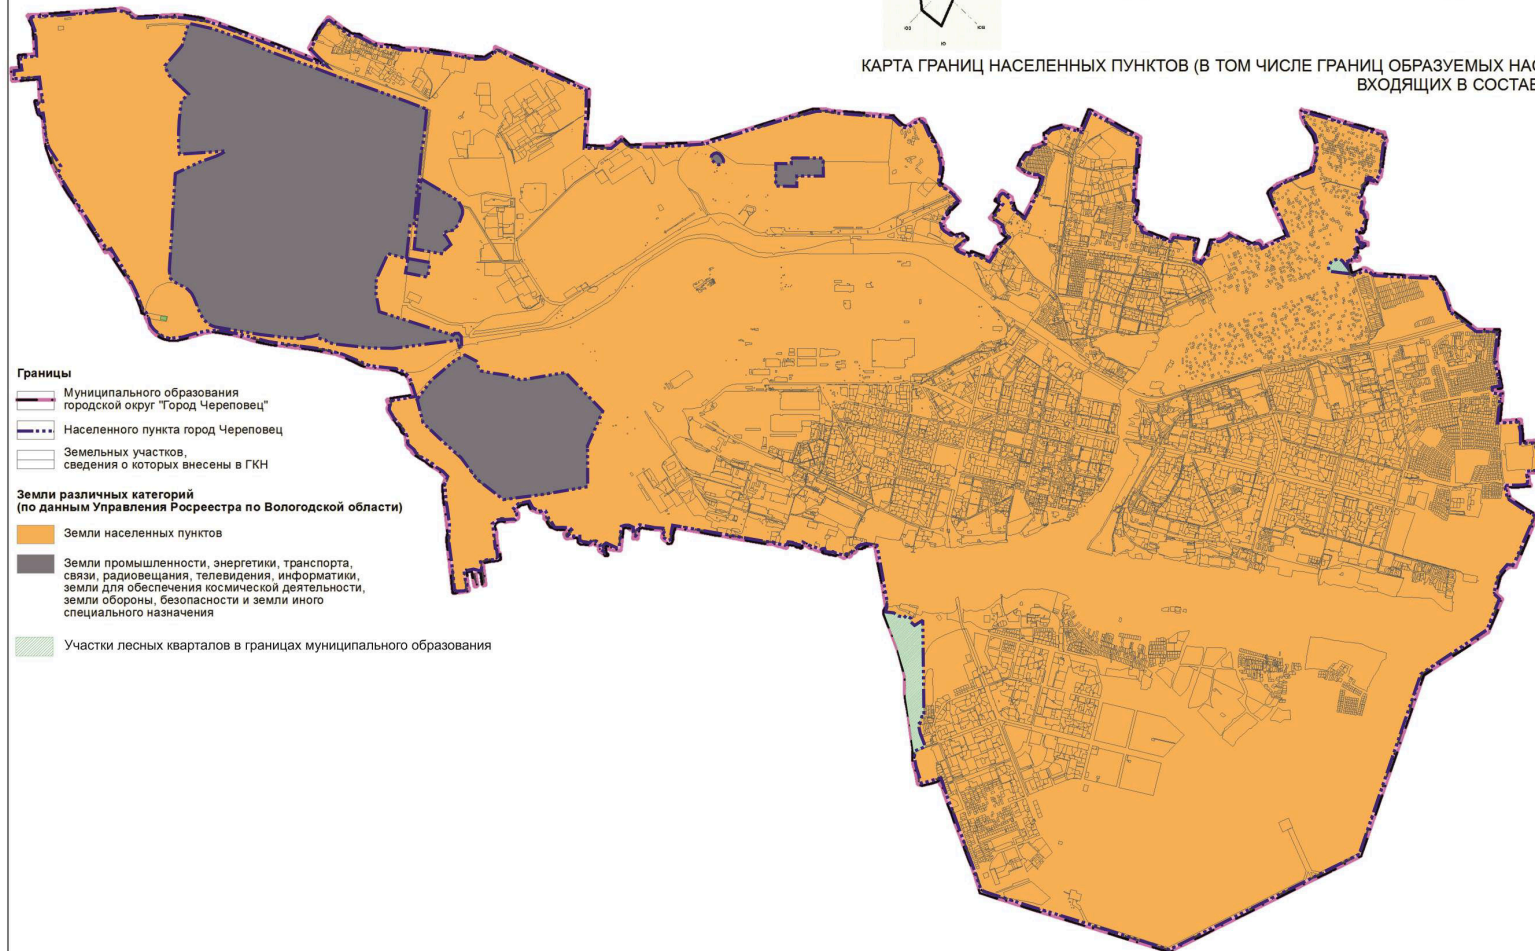 ЮЗ
ЮВ
Ю
КАРТА ГРАНИЦ НАСЕЛЕННЫХ ПУНКТОВ (В ТОМ ЧИСЛЕ ГРАНИЦ ОБРАЗУЕМЫХ НАС
ВХОДЯЩИХ В СОСТАВ
Границы
Муниципального образования
городской округ "Город Череповец"
Населенного пункта город Череповец
Земельных участков,
сведения о которых внесены в ГКН
Земли различных категорий
(по данным Управления Росреестра по Вологодской области)
Земли населенных пунктов
Земли промышленности, энергетики, транспорта,
связи, радиовещания, телевидения, информатики,
земли для обеспечения космической деятельности,
земли обороны, безопасности и земли иного
специального назначения
Участки лесных кварталов в границах муниципального образования